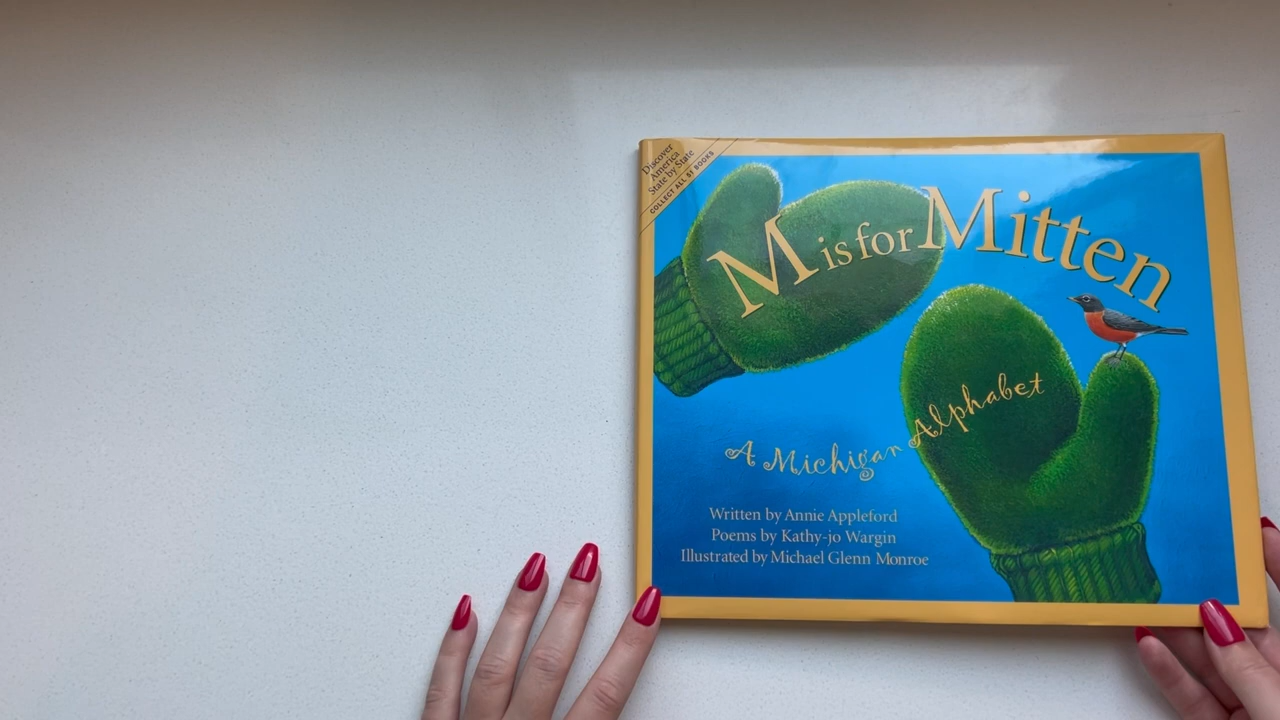 Discover
America
State by State
COLLECT ALL 51 BOOKS
M is for Mitten
A Michigan Alphabet
Written by Annie Appleford
Poems by Kathy-jo Wargin
Illustrated by Michael Glenn Monroe